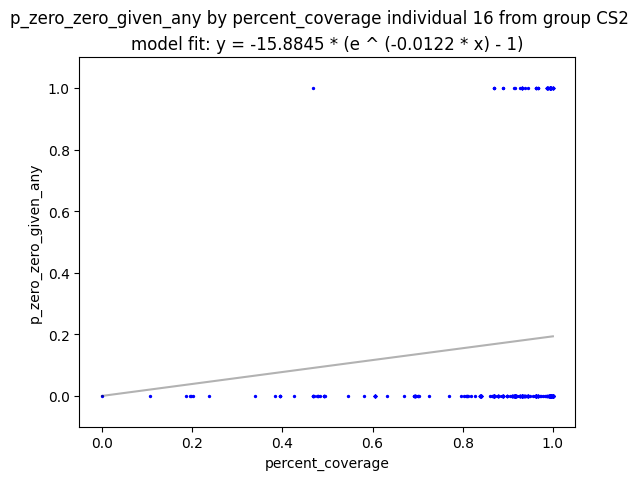 p_zero_zero_given_any by percent_coverage individual 16 from group CS2
model fit: y = -15.8845 * (e ^ (-0.0122 * x) - 1)
1.0
0.8
0.6
0.4
0.2
0.0
p_zero_zero_given_any
0.0 0.2 0.4 0.6 0.8 1.0
percent_coverage